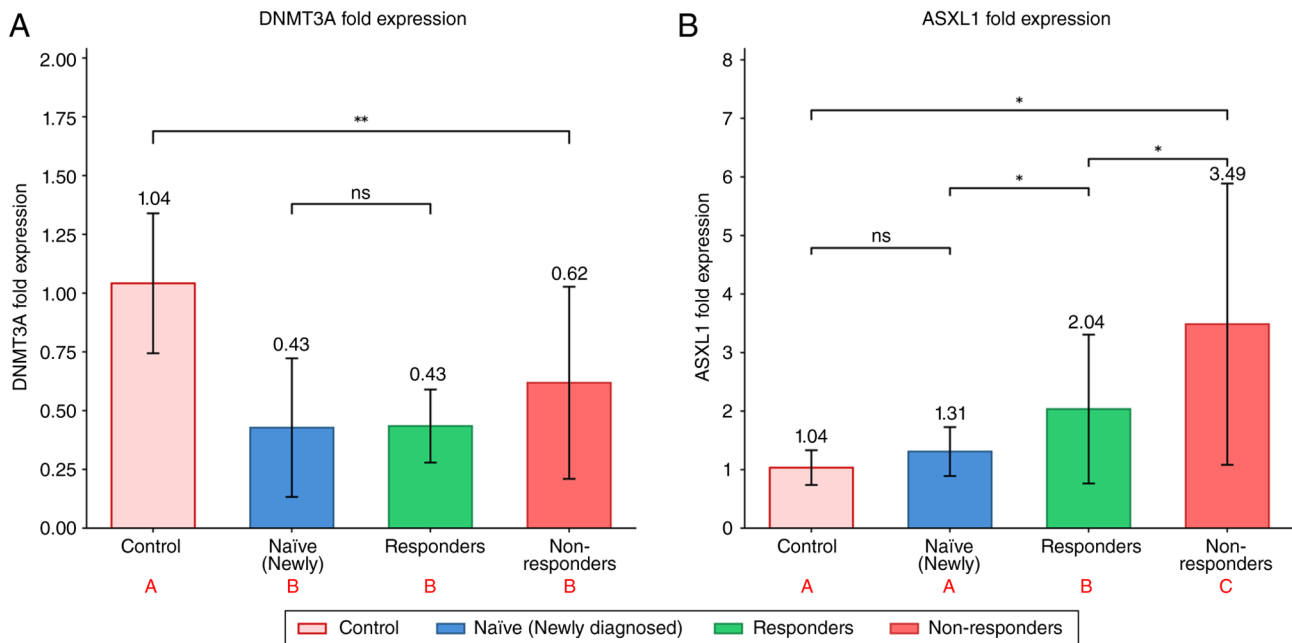 A
DNMT3A fold expression
DNMT3A fold expression
2.00
1.75
1.50
1.25
1.00
0.75
0.50
0.25
0.00
**
ns
1.04
0.43
0.43
0.62
Control
Naïve
(Newly)
Responders
Non-
responders
A
B
B
B
B
ASXL1 fold expression
ASXL1 fold expression
8
7
6
5
4
3
2
1
0
*
*
*
ns
1.04
1.31
2.04
3.49
Control
Naïve
(Newly)
Responders
Non-
responders
A
A
B
C
Control
Naïve (Newly diagnosed)
Responders
Non-responders